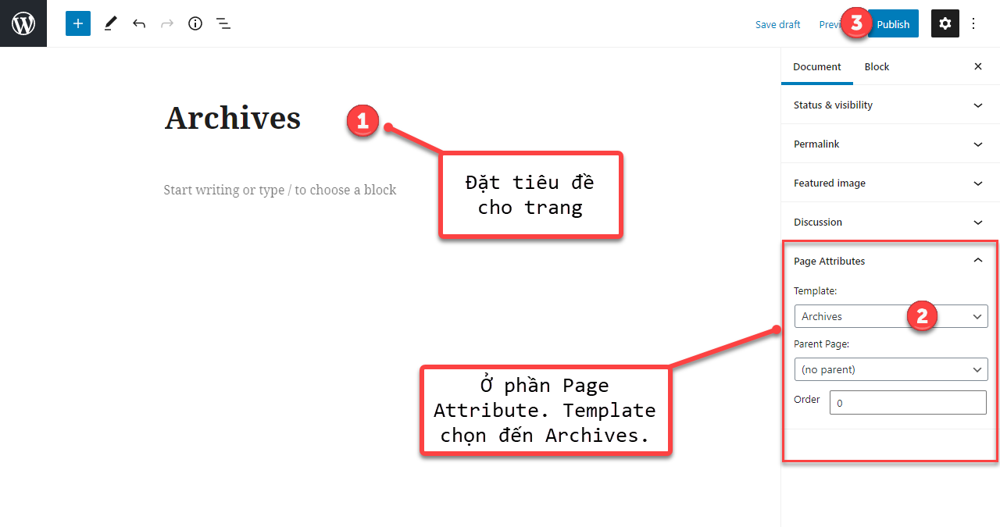 Save draft
Previ
3
Publish
Document
Block
Archives
1
Status & visibility
Permalink
Đặt tiêu đề
cho trang
Start writing or type / to choose a block
Featured image
Discussion
Page Attributes
Template:
Archives
2
Parent Page:
(no parent)
Ở phần Page
Attribute. Template
chọn đến Archives.
Order
0